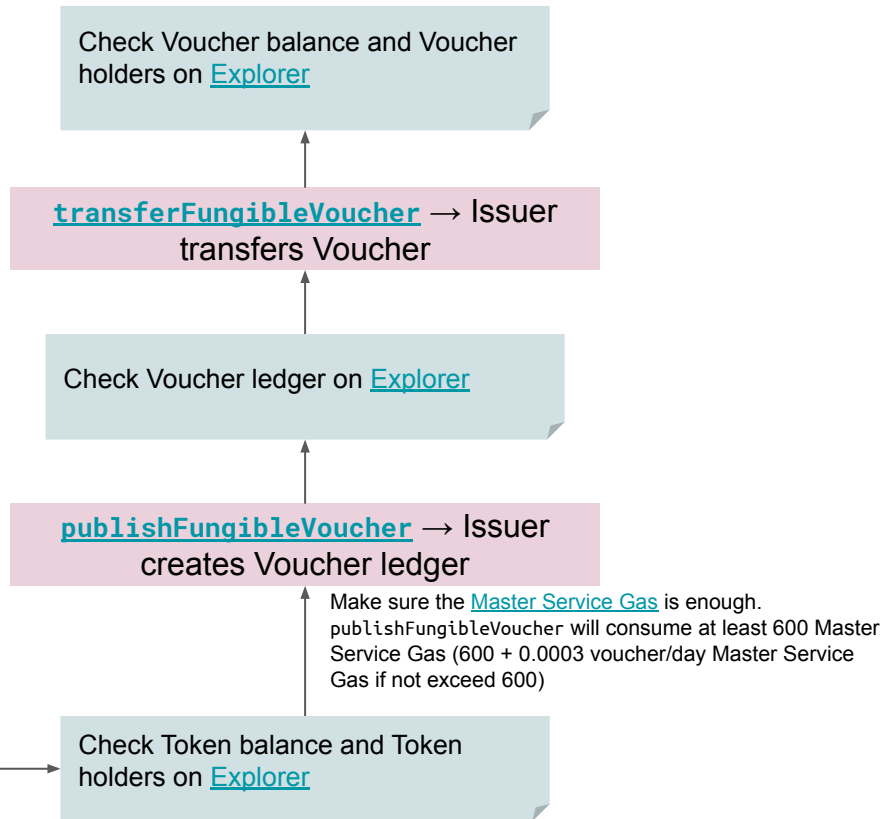 Check Voucher balance and Voucher
holders on Explorer
transferFungibleVoucher → Issuer
transfers Voucher
Check Voucher ledger on Explorer
publishFungibleVoucher → Issuer
creates Voucher ledger
Make sure the Master Service Gas is enough.
publishFungibleVoucher will consume at least 600 Master
Service Gas (600 + 0.0003 voucher/day Master Service
Gas if not exceed 600)
Check Token balance and Token
holders on Explorer